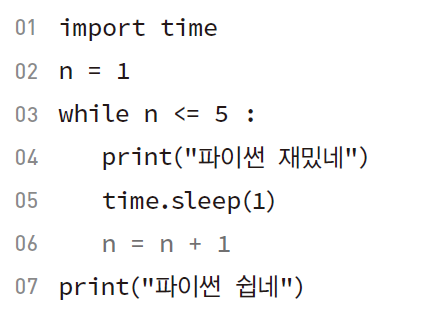 01 import time
02 n = 1
03 while n <= 5 :
04 print("파이썬 재밌네")
05 time.sleep(1)
06 n = n + 1
07 print("파이썬 쉽네")